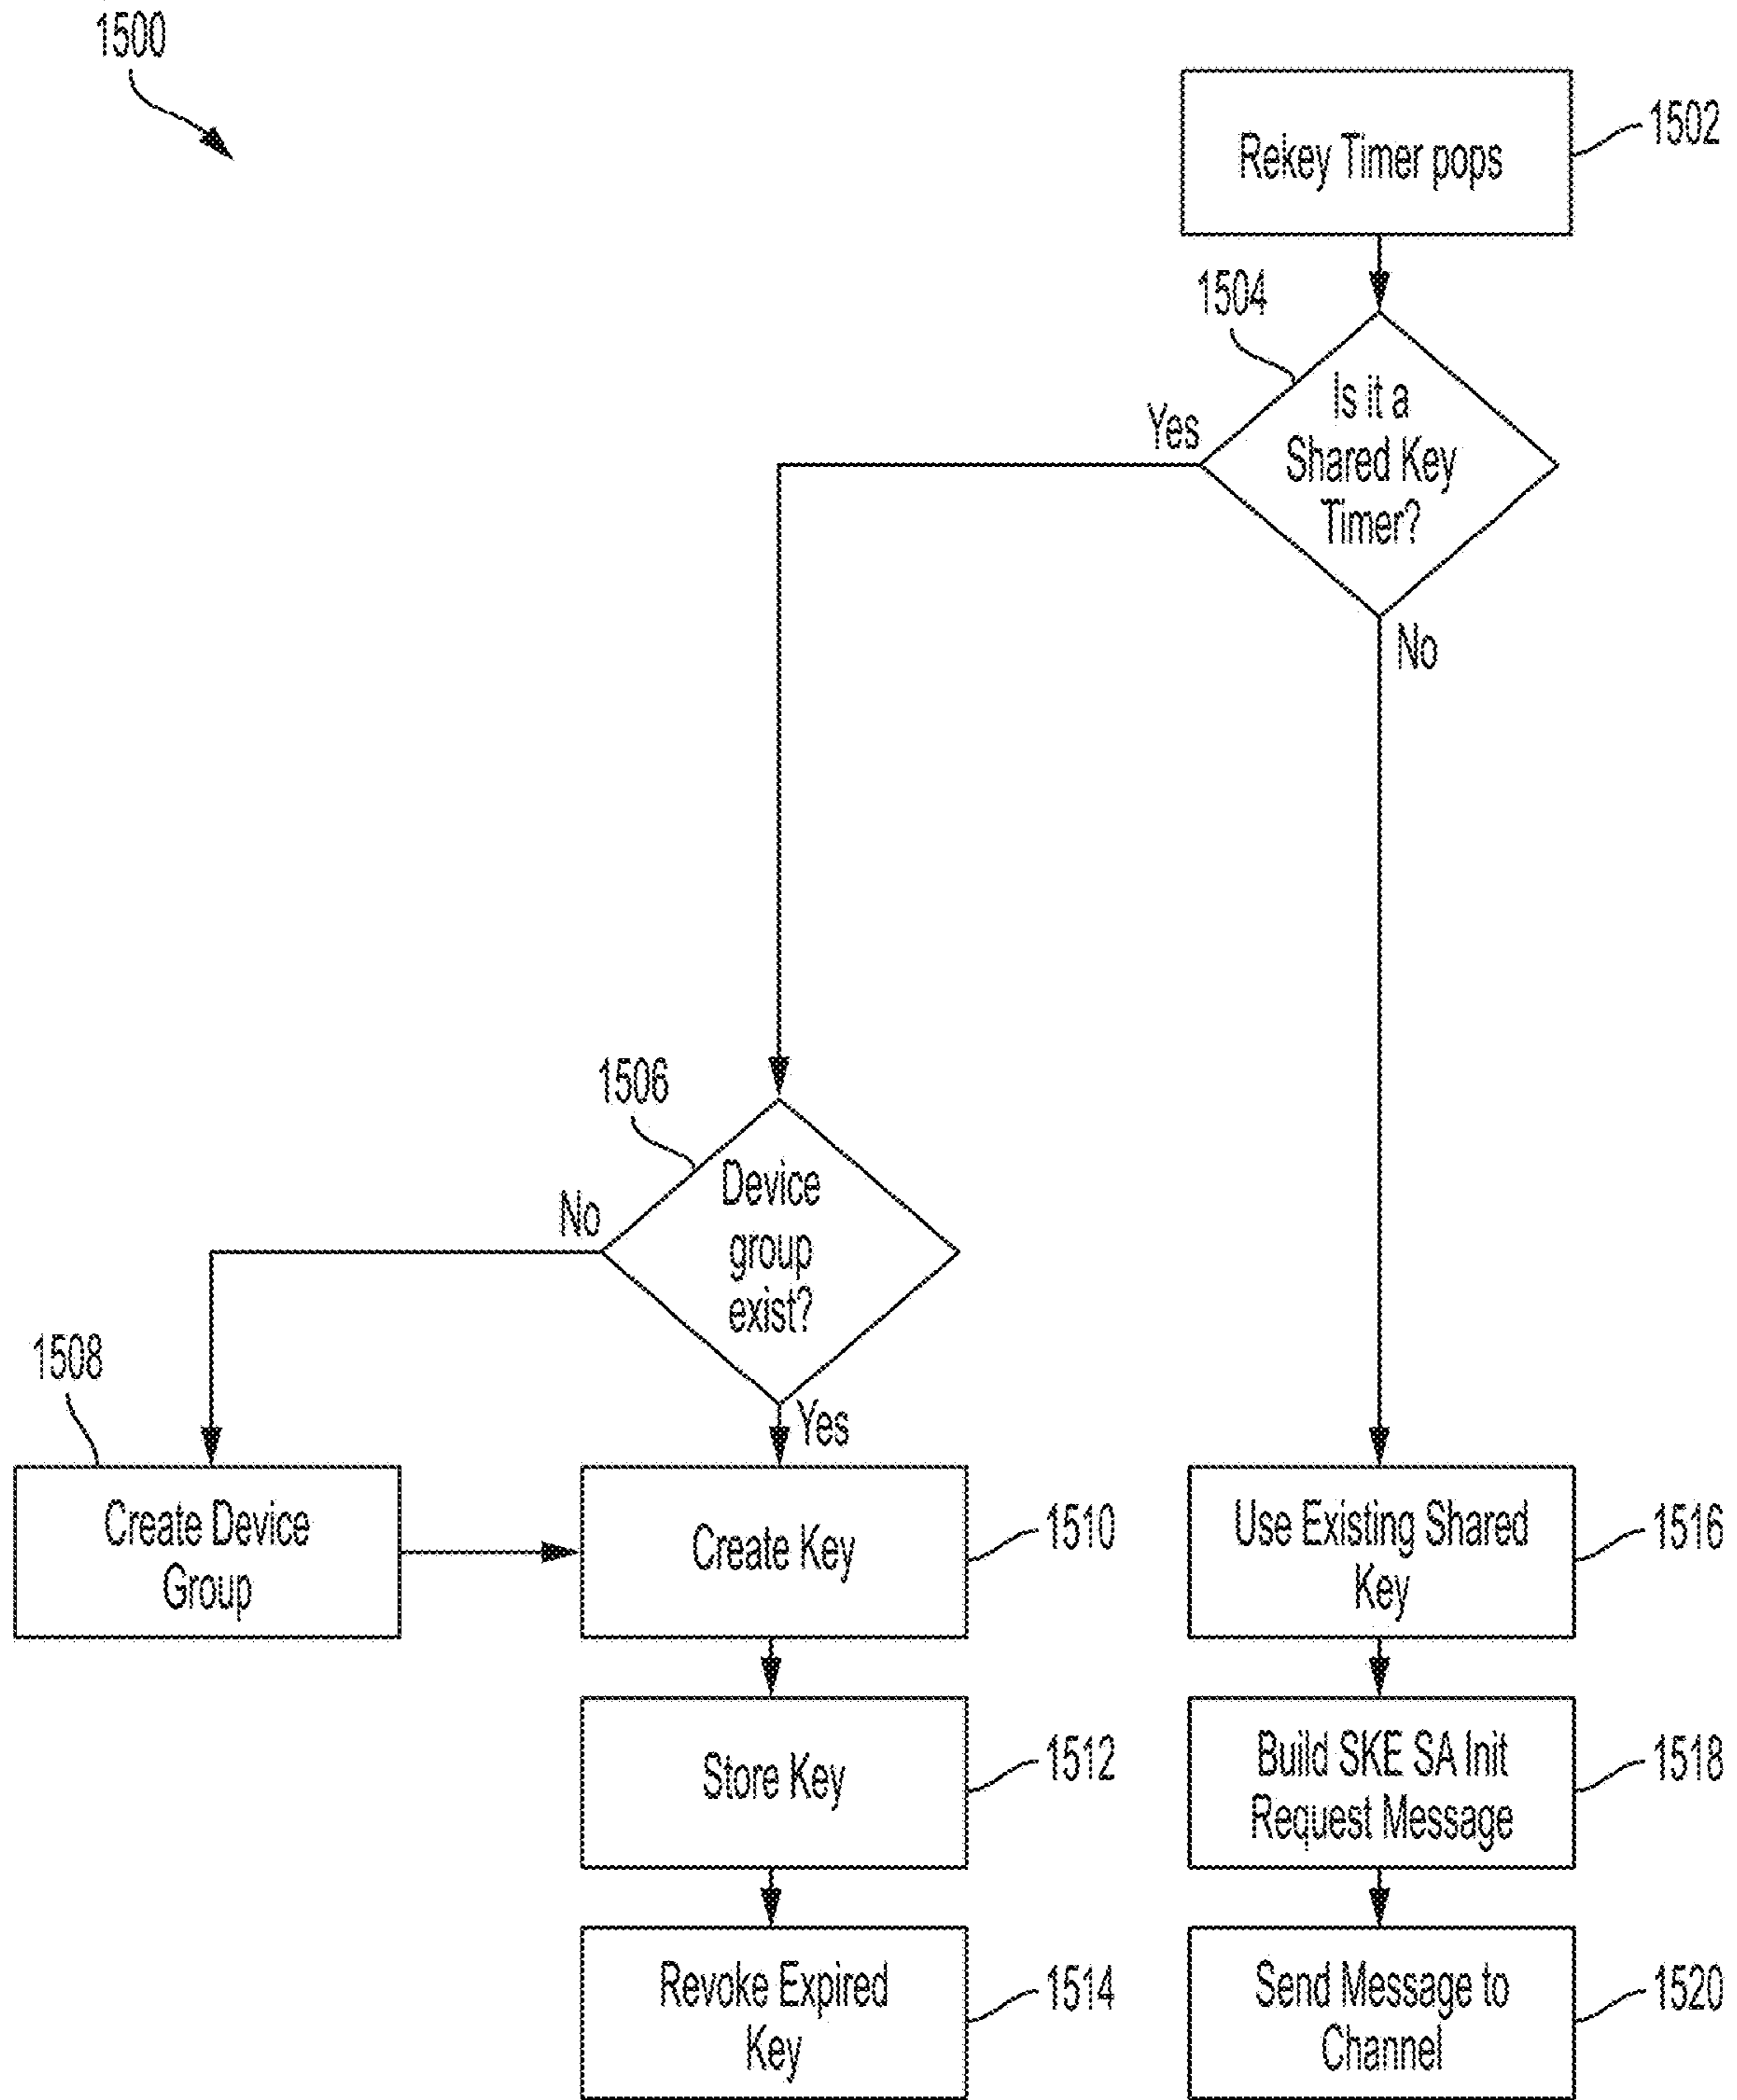 1500
Rekey Timer pops
1502
1504
Is it a
Shared Key
Timer?
Yes
No
1506
Device
group
exist?
No
Yes
1508
Create Device
Group
Create Key
1510
Use Existing Shared
Key
1516
Store Key
1512
Build SKE SA Init
Request Message
1518
Revoke Expired
Key
1514
Send Message to
Channel
1520